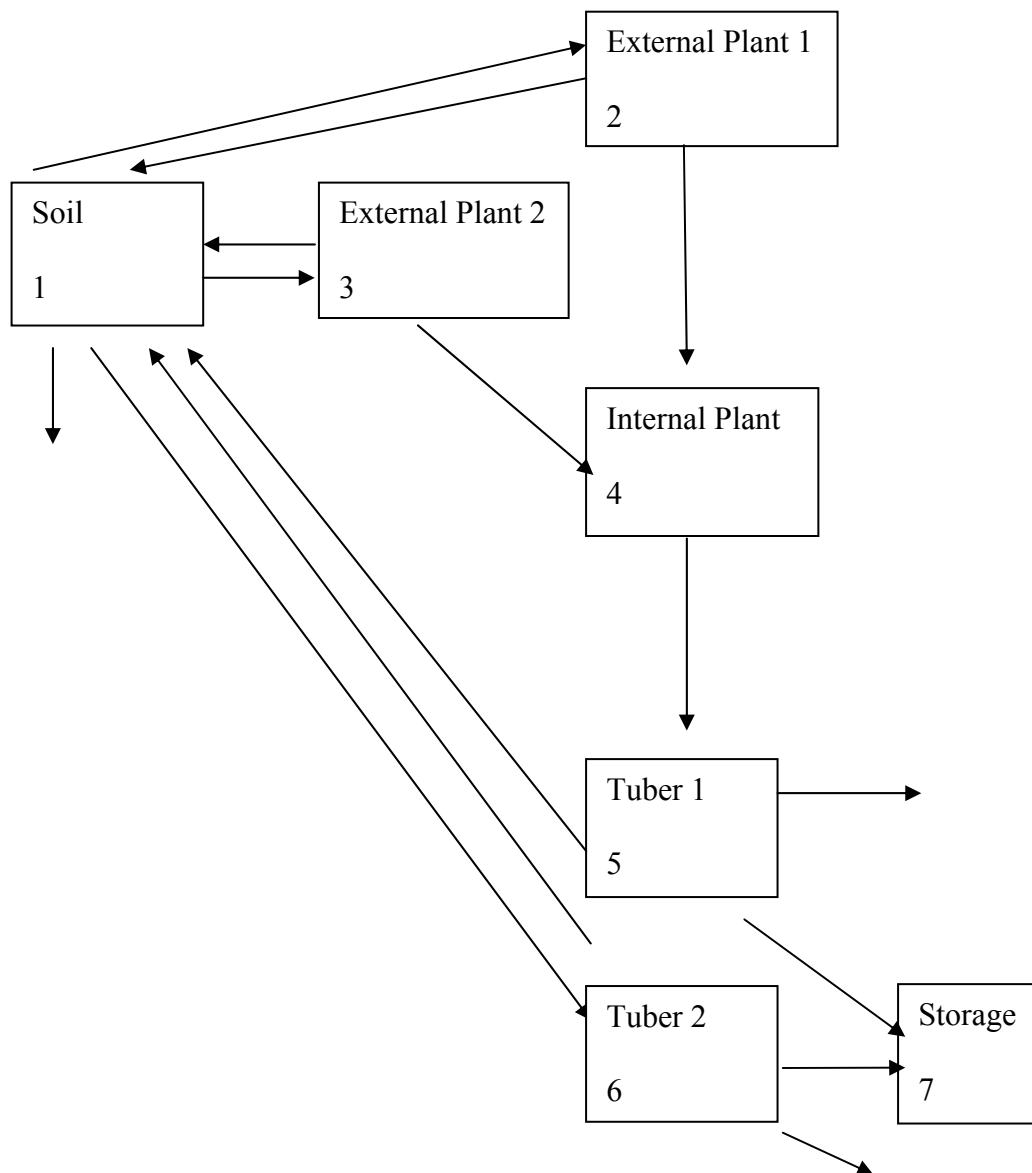 External Plant 1
2
Soil
1
External Plant 2
3
Internal Plant
4
Tuber 1
5
Tuber 2
6
Storage
7